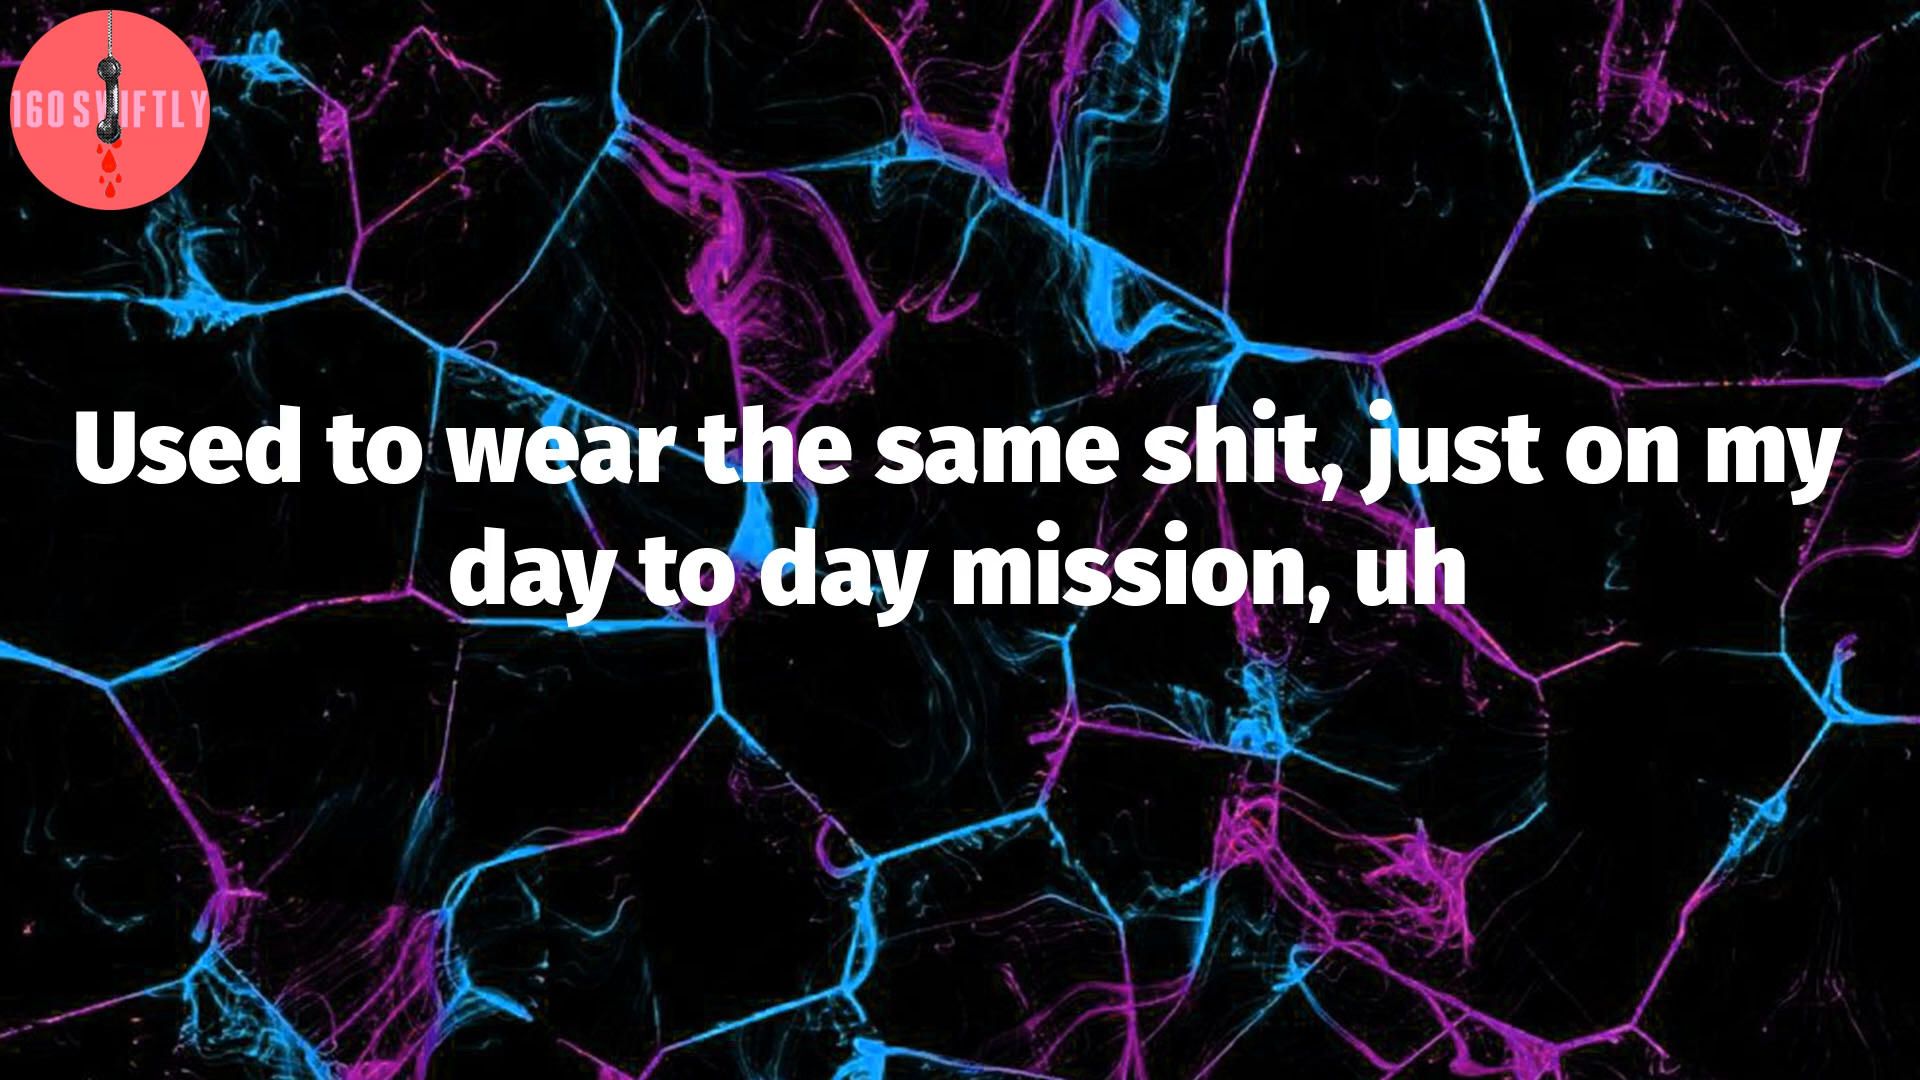 160 SWIFTLY
Used to wear the same shit, just on my
day to day mission, uh